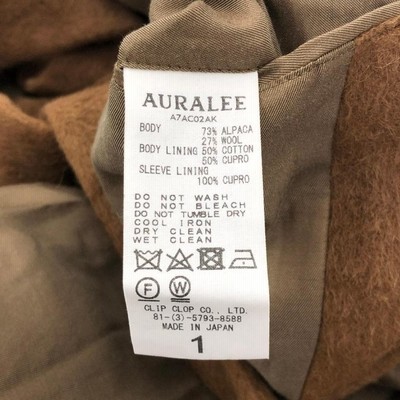 AURALEE
A7AC02AK
BODY 73% ALPACA
27% WOOL
BODY LINING 50% COTTON
50% CUPRO
SLEEVE LINING
100% CUPRO
DO NOT WASH
DO NOT BLEACH
DO NOT TUMBLE DRY
COOL IRON
DRY CLEAN
WET CLEAN
F W
CLIP CLOP CO., LTD.
81-(3)-5793-8588
MADE IN JAPAN
1